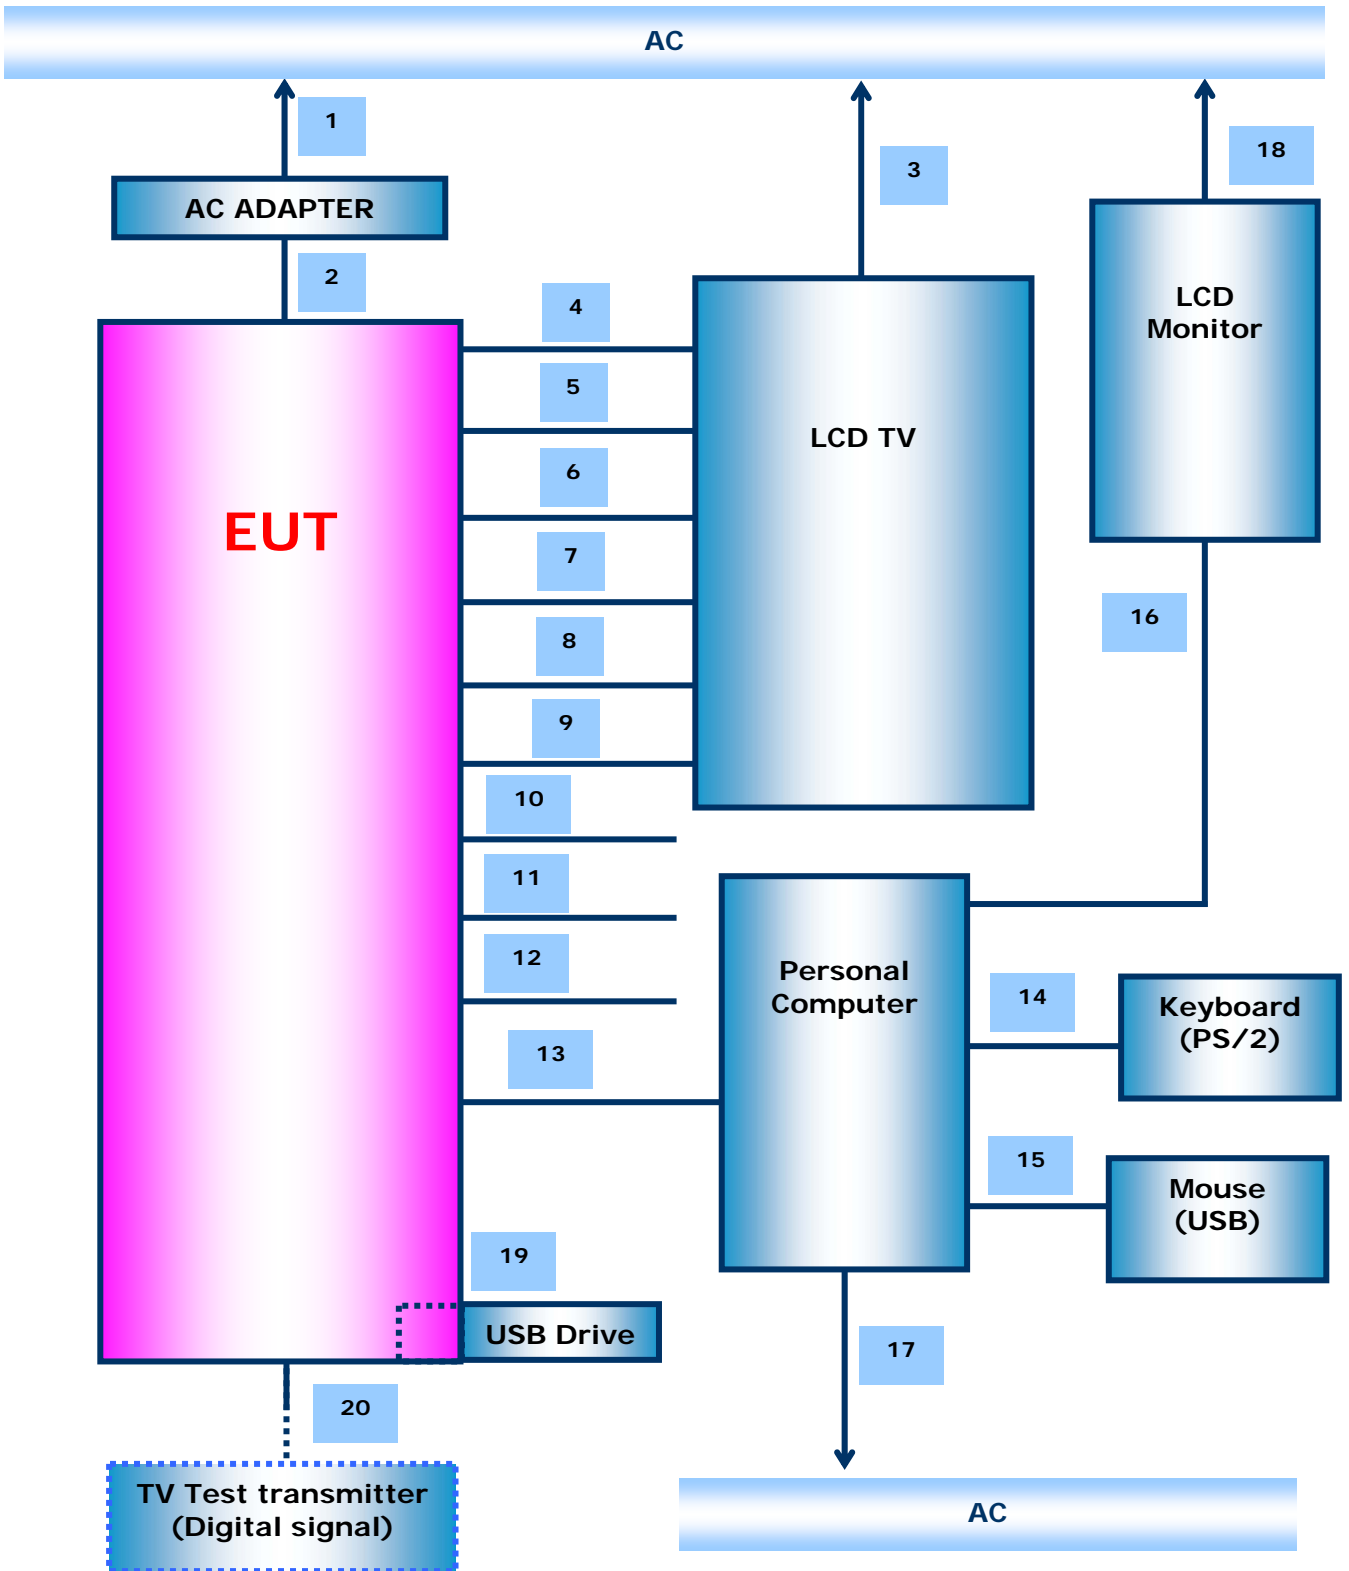 AC
1
3
18
AC ADAPTER
2
4
LCD
Monitor
5
LCD TV
6
EUT
7
8
16
9
10
11
12
Personal
Computer
14
Keyboard
(PS/2)
13
15
Mouse
(USB)
19
USB Drive
17
20
TV Test transmitter
(Digital signal)
AC